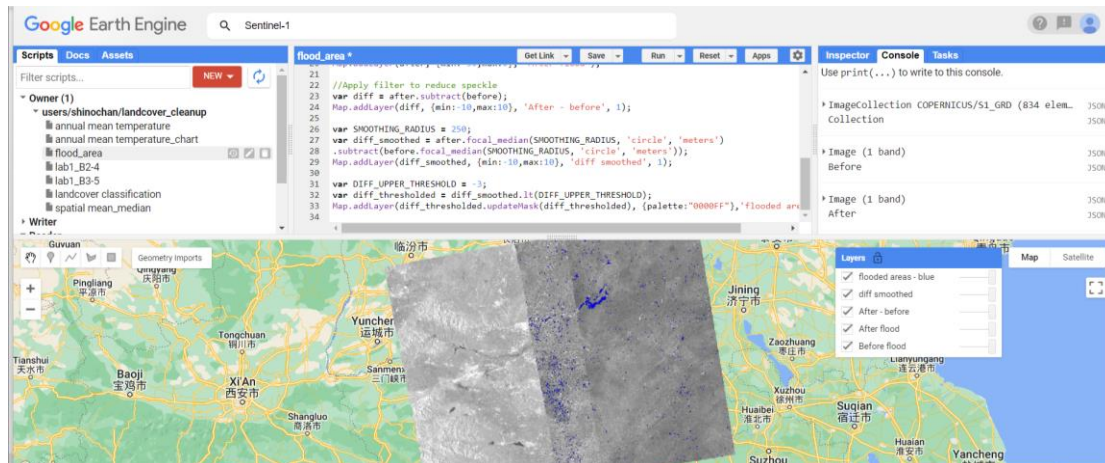 Google Earth Engine
Sentinel-1
Scripts Docs Assets
Filter scripts...
NEW
Owner (1)
users/shinochan/landcover_cleanup
annual mean temperature
annual mean temperature_chart
flood_area
lab1_B2-4
lab1_B3-5
landcover classification
spatial mean_median
Writer
flood_area *
Get Link Save Run Reset Apps
21
22 //Apply filter to reduce speckle
23 var diff = after.subtract(before);
24 Map.addLayer(diff, {min:-10,max:10}, 'After - before', 1);
25
26 var SMOOTHING_RADIUS = 250;
27 var diff_smoothed = after.focal_median(SMOOTHING_RADIUS, 'circle', 'meters')
28 .subtract(before.focal_median(SMOOTHING_RADIUS, 'circle', 'meters'));
29 Map.addLayer(diff_smoothed, {min:-10,max:10}, 'diff smoothed', 1);
30
31 var DIFF_UPPER_THRESHOLD = -3;
32 var diff_thresholded = diff_smoothed.lt(DIFF_UPPER_THRESHOLD);
33 Map.addLayer(diff_thresholded.updateMask(diff_thresholded), {palette:"0000FF"},'flooded are
34
Inspector Console Tasks
Use print(...) to write to this console.
ImageCollection COPERNICUS/S1_GRD (834 elem… JSON
Collection
Image (1 band) JSON
Before
Image (1 band) JSON
After
Geometry Imports
Layers
flooded areas - blue
diff smoothed
After - before
After flood
Before flood
Map Satellite
Guyuan
Qingyang
庆阳市
Pingliang
平凉市
临汾市
Jining
济宁市
Tongchuan
铜川市
Yuncheng
运城市
Zaozhuang
枣庄市
Lianyungang
连云港市
Tianshui
天水市
Baoji
宝鸡市
Xi'An
西安市
Sanmenx
三门峡市
Xuzhou
徐州市
Shangluo
商洛市
Huaibei
淮北市
Suqian
宿迁市
Huaian
淮安市
Suzhou
Yancheng
盐城市